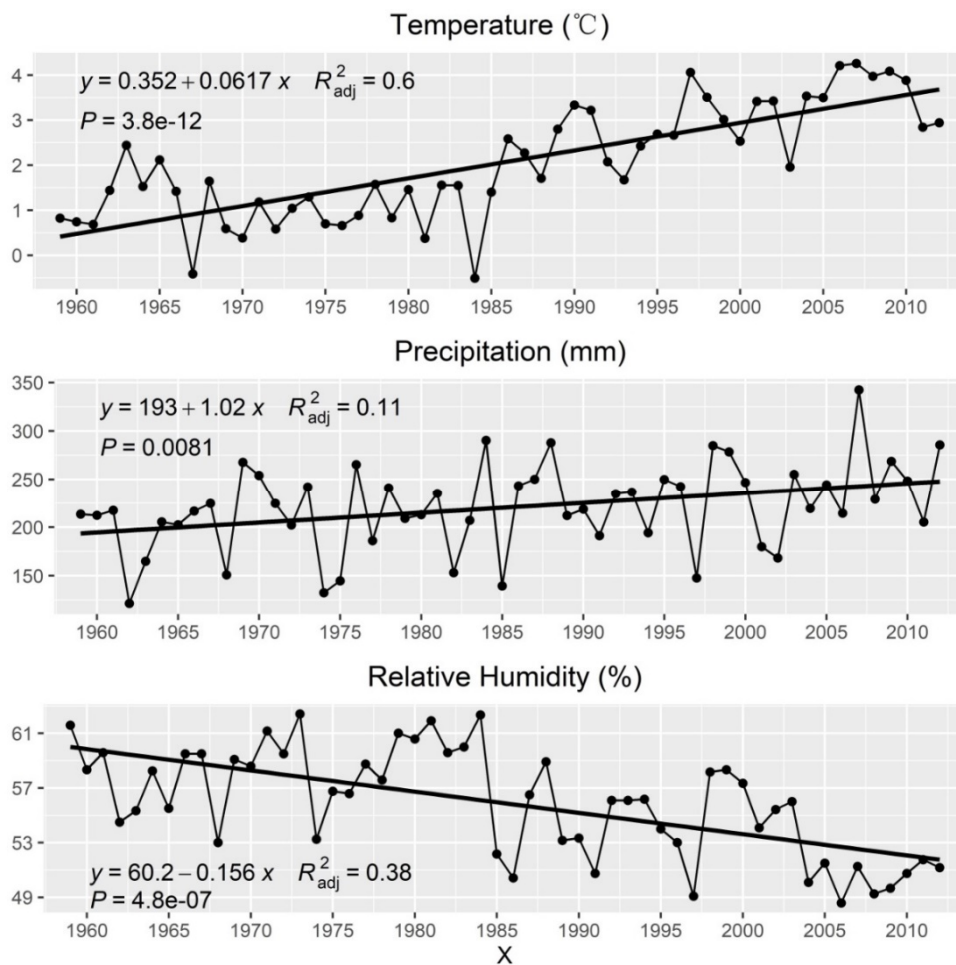 Temperature (℃)
y = 0.352 + 0.0617 x R²adj = 0.6
P = 3.8e-12
4
3
2
1
0
1960 1965 1970 1975 1980 1985 1990 1995 2000 2005 2010
Precipitation (mm)
350
y = 193 + 1.02 x R²adj = 0.11
P = 0.0081
300
250
200
150
1960 1965 1970 1975 1980 1985 1990 1995 2000 2005 2010
Relative Humidity (%)
61
57
53
y = 60.2 − 0.156 x R²adj = 0.38
P = 4.8e-07
49
1960 1965 1970 1975 1980 1985 1990 1995 2000 2005 2010
X